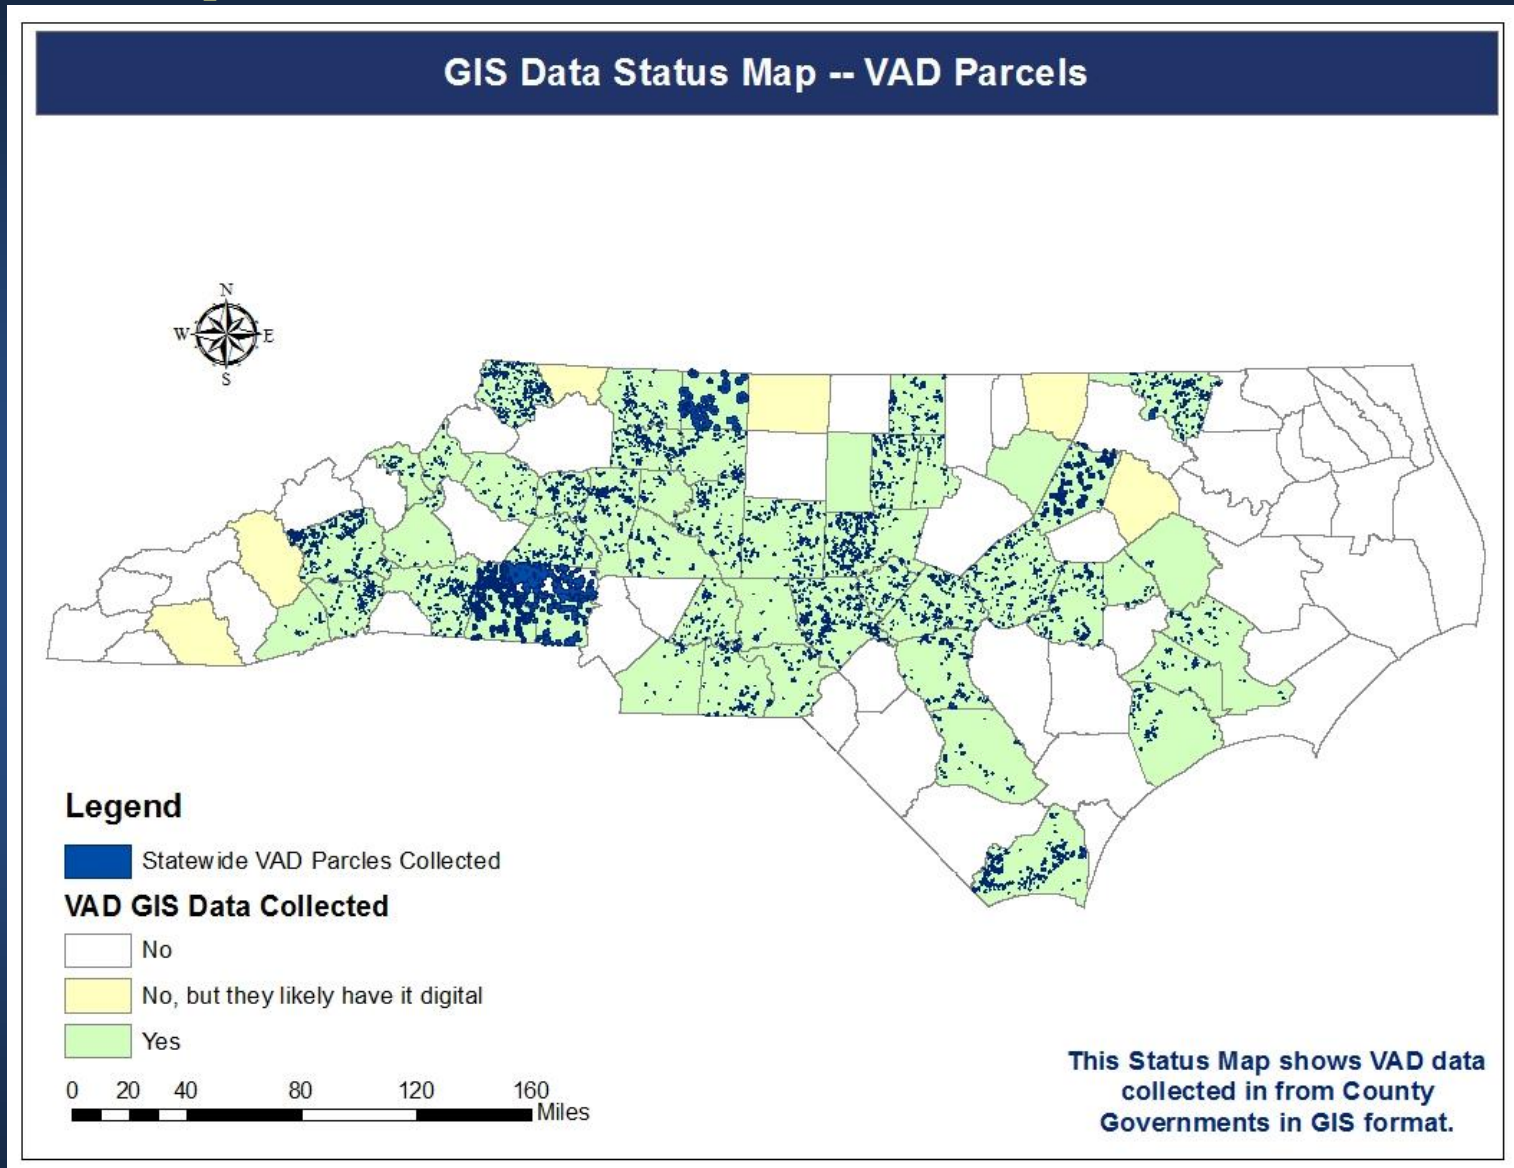 GIS Data Status Map -- VAD Parcels
N
W
E
S
Legend
Statewide VAD Parcles Collected
VAD GIS Data Collected
No
No, but they likely have it digital
Yes
0 20 40 80 120 160
Miles
This Status Map shows VAD data
collected in from County
Governments in GIS format.